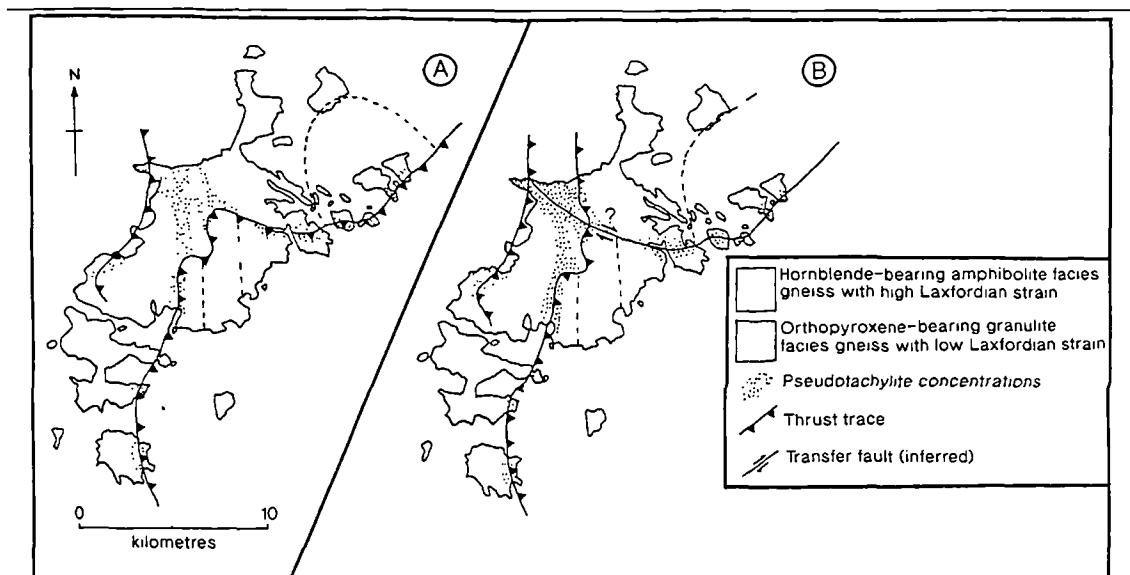 A
B
N
?
Hornblende-bearing amphibolite facies
gneiss with high Laxfordian strain
Orthopyroxene-bearing granulite
facies gneiss with low Laxfordian strain
Pseudotachylite concentrations
Thrust trace
Transfer fault (inferred)
0 10
kilometres